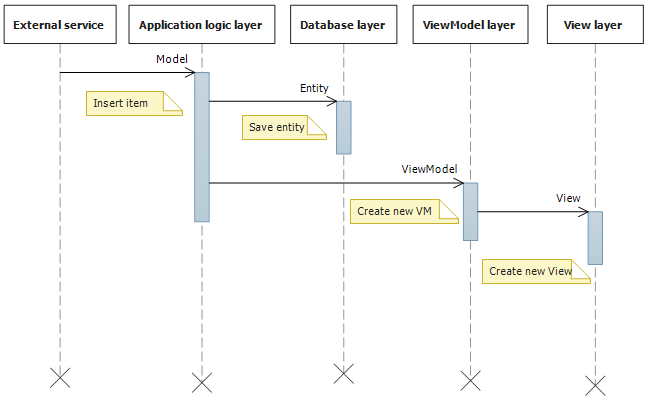 External service
Application logic layer
Database layer
ViewModel layer
View layer
Model
Insert item
Entity
Save entity
ViewModel
Create new VM
View
Create new View